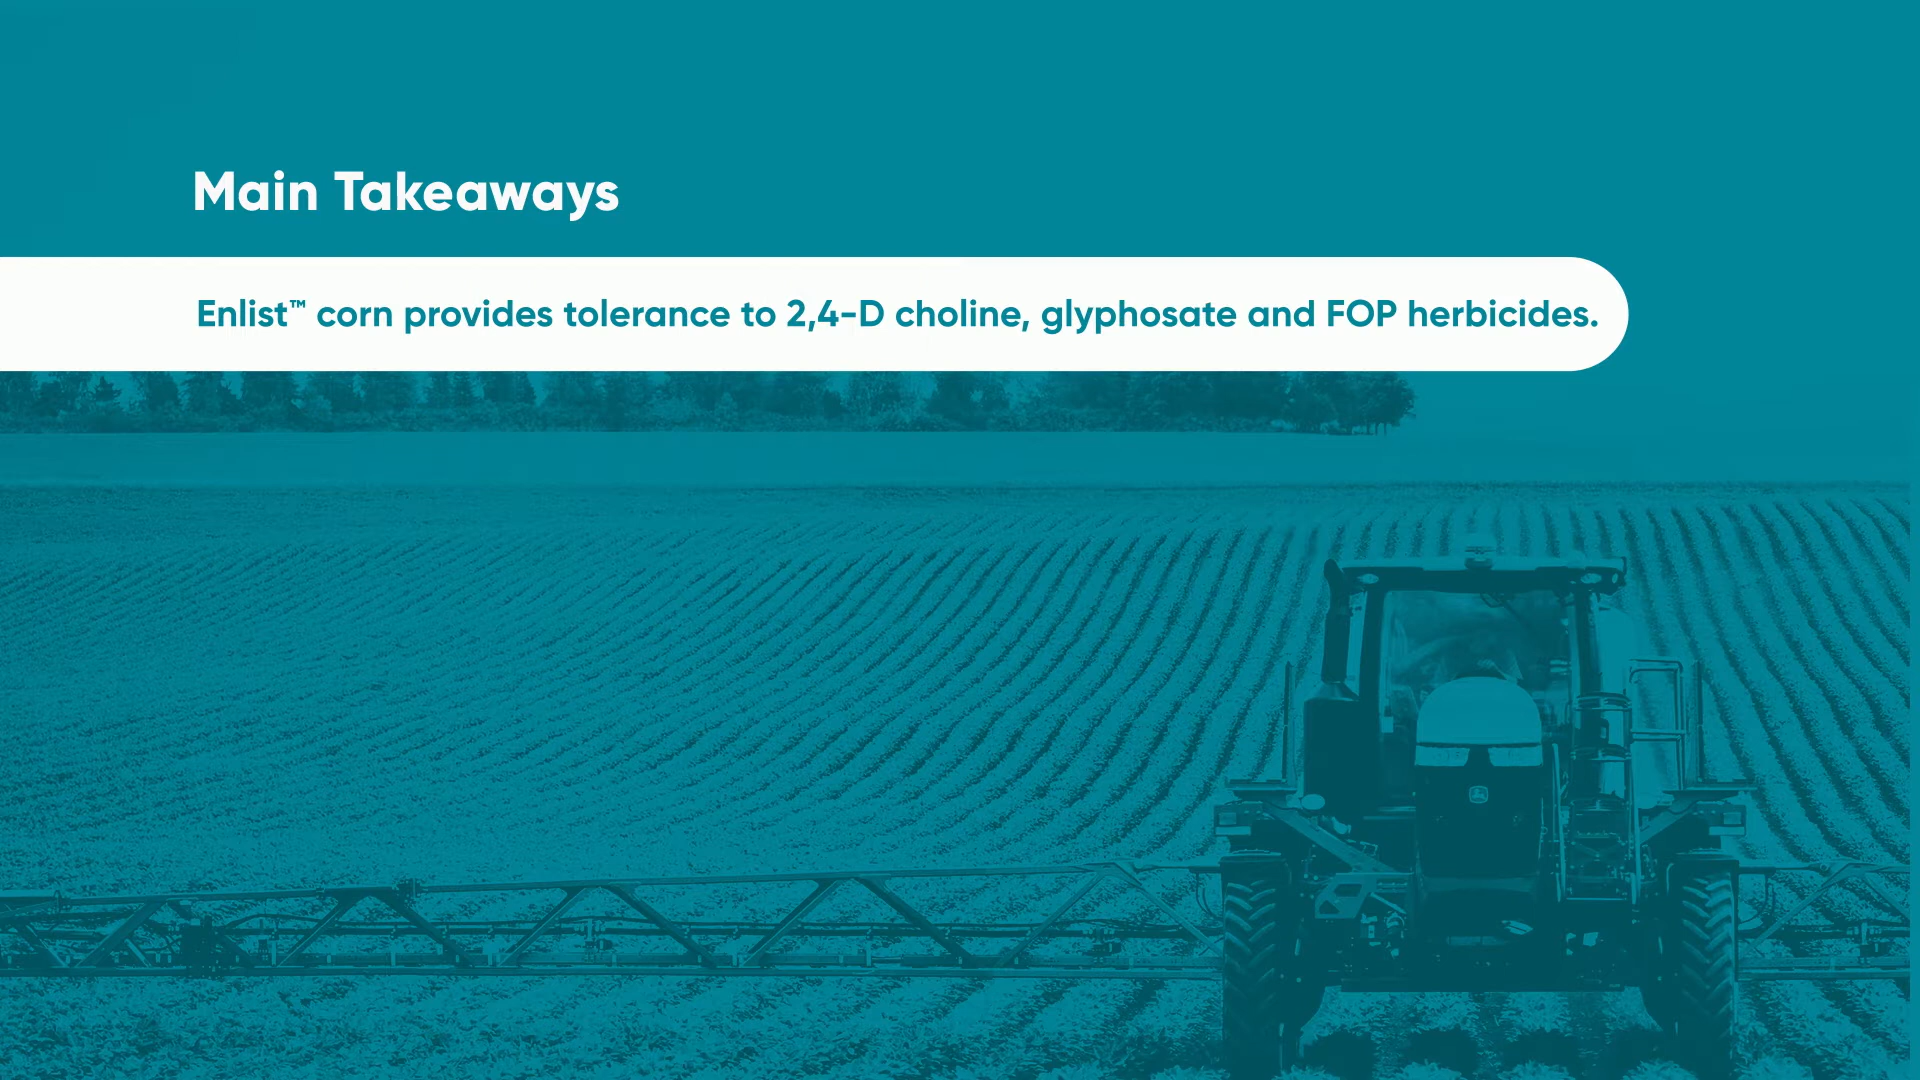 Main Takeaways
Enlist™ corn provides tolerance to 2,4-D choline, glyphosate and FOP herbicides.